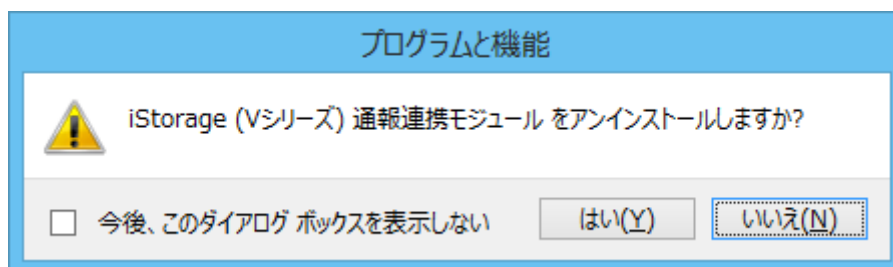 プログラムと機能
iStorage (Vシリーズ) 通報連携モジュール をアンインストールしますか?
今後、このダイアログ ボックスを表示しない
はい(Y)
いいえ(N)